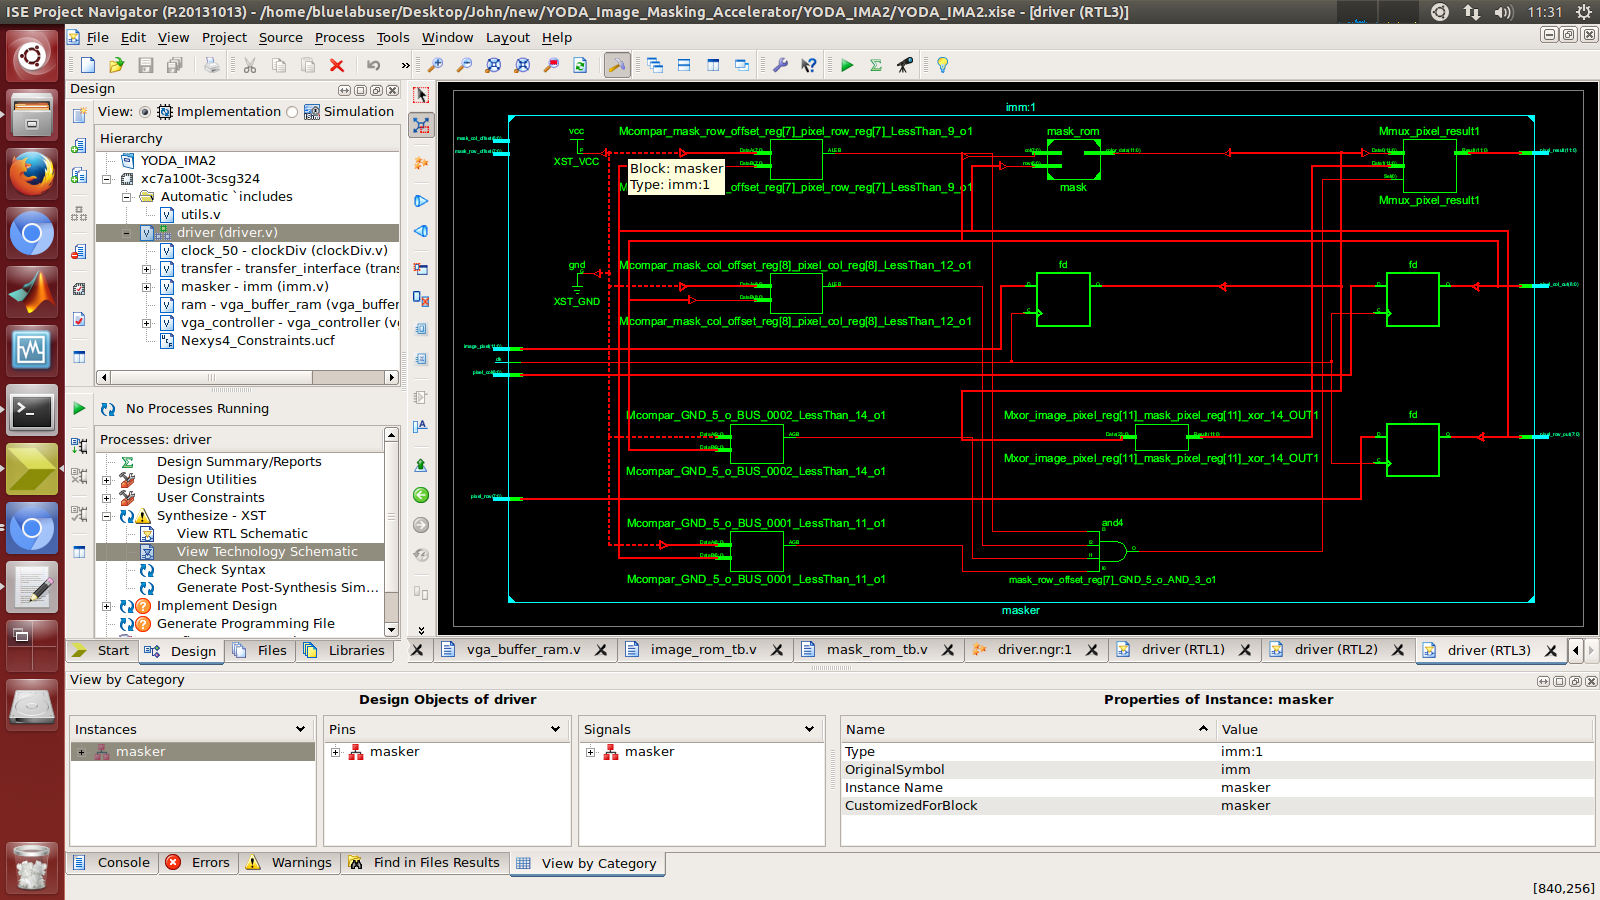 ISE Project Navigator (P.20131013) - /home/bluelabuser/Desktop/John/new/YODA_Image_Masking_Accelerator/YODA_IMA2/YODA_IMA2.xise - [driver (RTL3)]
11:31
File Edit View Project Source Process Tools Window Layout Help
Design
View: Implementation Simulation
Hierarchy
YODA_IMA2
xc7a100t-3csg324
Automatic `includes
utils.v
driver (driver.v)
clock_50 - clockDiv (clockDiv.v)
transfer - transfer_interface (trans
masker - imm (imm.v)
ram - vga_buffer_ram (vga_buffer
vga_controller - vga_controller (v
Nexys4_Constraints.ucf
No Processes Running
Processes: driver
Design Summary/Reports
Design Utilities
User Constraints
Synthesize - XST
View RTL Schematic
View Technology Schematic
Check Syntax
Generate Post-Synthesis Sim...
Implement Design
Generate Programming File
Start Design Files Libraries
imm:1
vcc
XST_VCC
Mcompar_mask_row_offset_reg[7]_pixel_row_reg[7]_LessThan_9_o1
Block: masker
Type: imm:1
_offset_reg[7]_pixel_row_reg[7]_LessThan_9_o1
mask_rom
mask
Mmux_pixel_result1
Mmux_pixel_result1
gnd
XST_GND
Mcompar_mask_col_offset_reg[8]_pixel_col_reg[8]_LessThan_12_o1
Mcompar_mask_col_offset_reg[8]_pixel_col_reg[8]_LessThan_12_o1
fd
fd
Mcompar_GND_5_o_BUS_0002_LessThan_14_o1
Mcompar_GND_5_o_BUS_0002_LessThan_14_o1
Mxor_image_pixel_reg[11]_mask_pixel_reg[11]_xor_14_OUT1
Mxor_image_pixel_reg[11]_mask_pixel_reg[11]_xor_14_OUT1
fd
Mcompar_GND_5_o_BUS_0001_LessThan_11_o1
Mcompar_GND_5_o_BUS_0001_LessThan_11_o1
and4
mask_row_offset_reg[7]_GND_5_o_AND_3_o1
masker
vga_buffer_ram.v image_rom_tb.v mask_rom_tb.v driver.ngr:1 driver (RTL1) driver (RTL2) driver (RTL3)
View by Category
Design Objects of driver
Properties of Instance: masker
Instances Pins Signals
masker masker masker
Name Value
Type imm:1
OriginalSymbol imm
Instance Name masker
CustomizedForBlock masker
Console Errors Warnings Find in Files Results View by Category
[840,256]